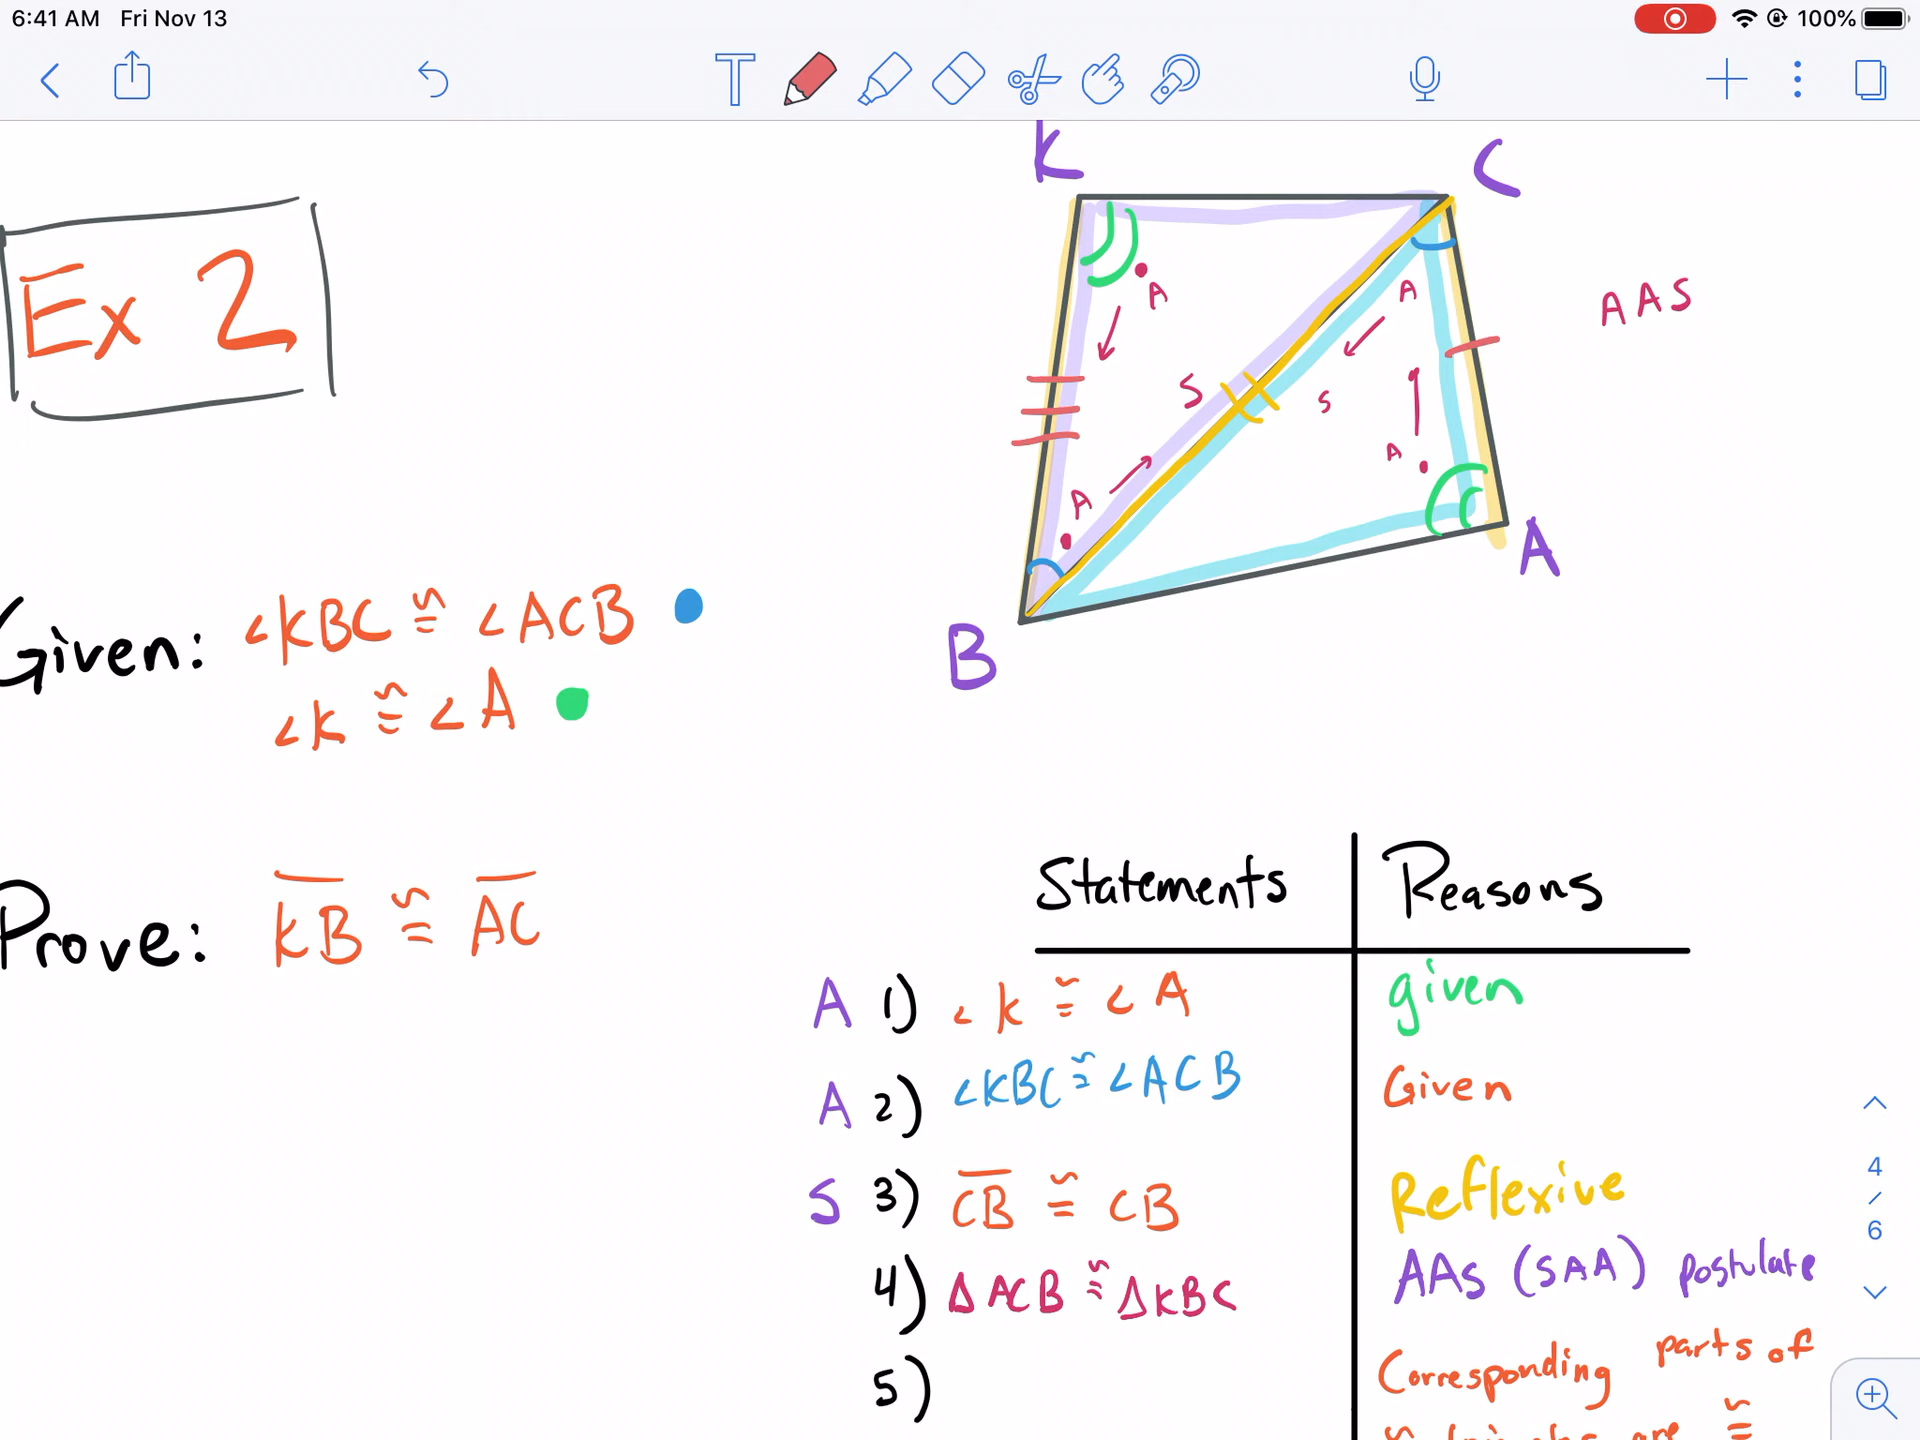 6:41 AM Fri Nov 13 100%
K C
Ex 2
A A AAS
S S
A A
A
B
Given: ∠KBC ≅ ∠ACB
∠K ≅ ∠A
Prove: KB ≅ AC
Statements Reasons
A 1) ∠K ≅ ∠A given
A 2) ∠KBC ≅ ∠ACB Given
S 3) CB ≅ CB Reflexive
4) ΔACB ≅ ΔKBC AAS (SAA) postulate
5) Corresponding parts of
≅ are ≅
4
/
6